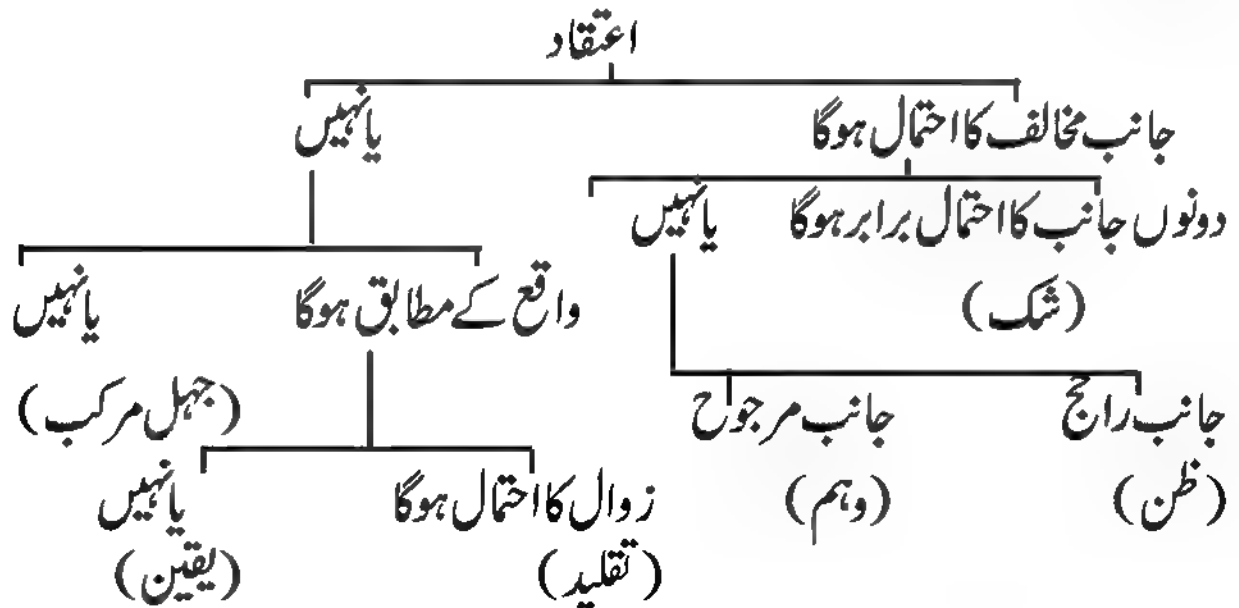 اعتقاد
جانب مخالف کا احتمال ہوگا یا نہیں
دونوں جانب کا احتمال برابر ہوگا یا نہیں
(شک)
واقع کے مطابق ہوگا یا نہیں
(جہل مرکب)
جانب راجح جانب مرجوح
(ظن) (وہم)
زوال کا احتمال ہوگا یا نہیں
(تقلید) (یقین)